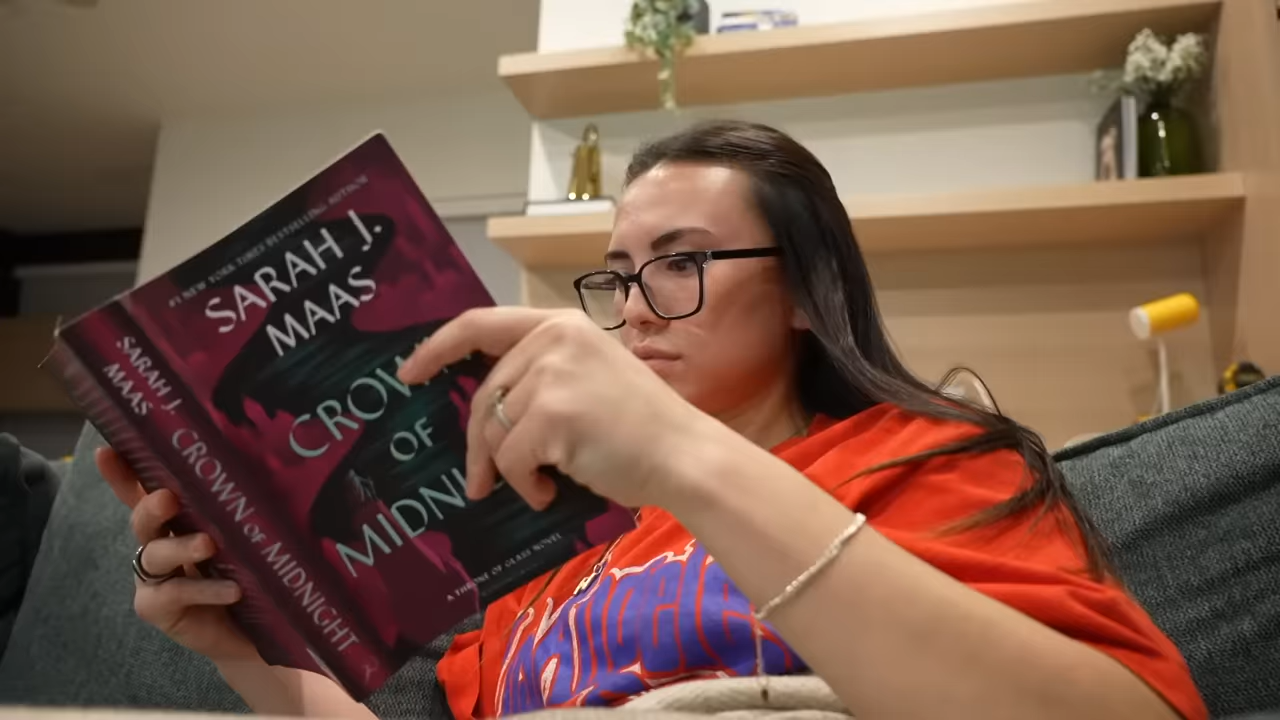 #1 NEW YORK TIMES BESTSELLING AUTHOR
SARAH J.
MAAS
CROW
OF
MIDNI
A THRONE OF GLASS NOVEL
SARAH J.
MAAS
CROWN OF MIDNIGHT